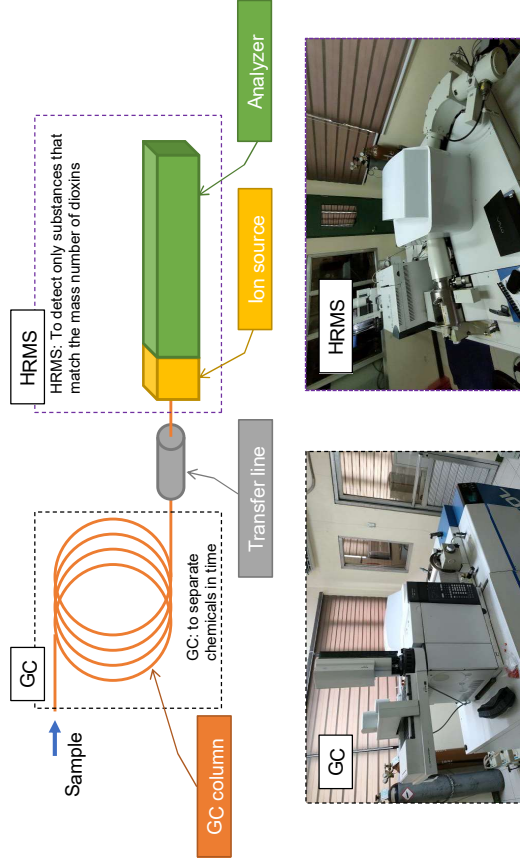 GC
HRMS
HRMS: To detect only substances that
match the mass number of dioxins
Sample
GC: to separate
chemicals in time
GC column
Transfer line
Ion source
Analyzer
GC
HRMS